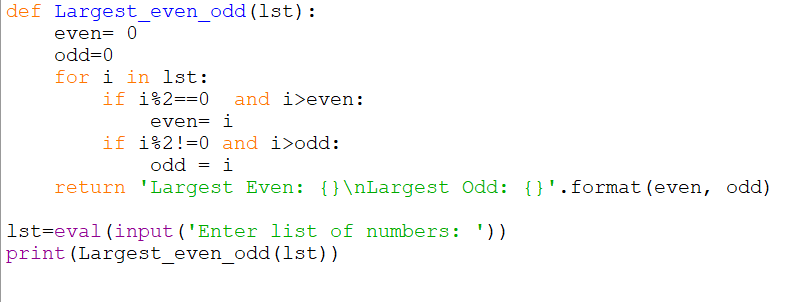 def Largest_even_odd(lst):
    even= 0
    odd=0
    for i in lst:
        if i%2==0  and i>even:
            even= i
        if i%2!=0 and i>odd:
            odd = i
    return 'Largest Even: {}\nLargest Odd: {}'.format(even, odd)
lst=eval(input('Enter list of numbers: '))
print(Largest_even_odd(lst))